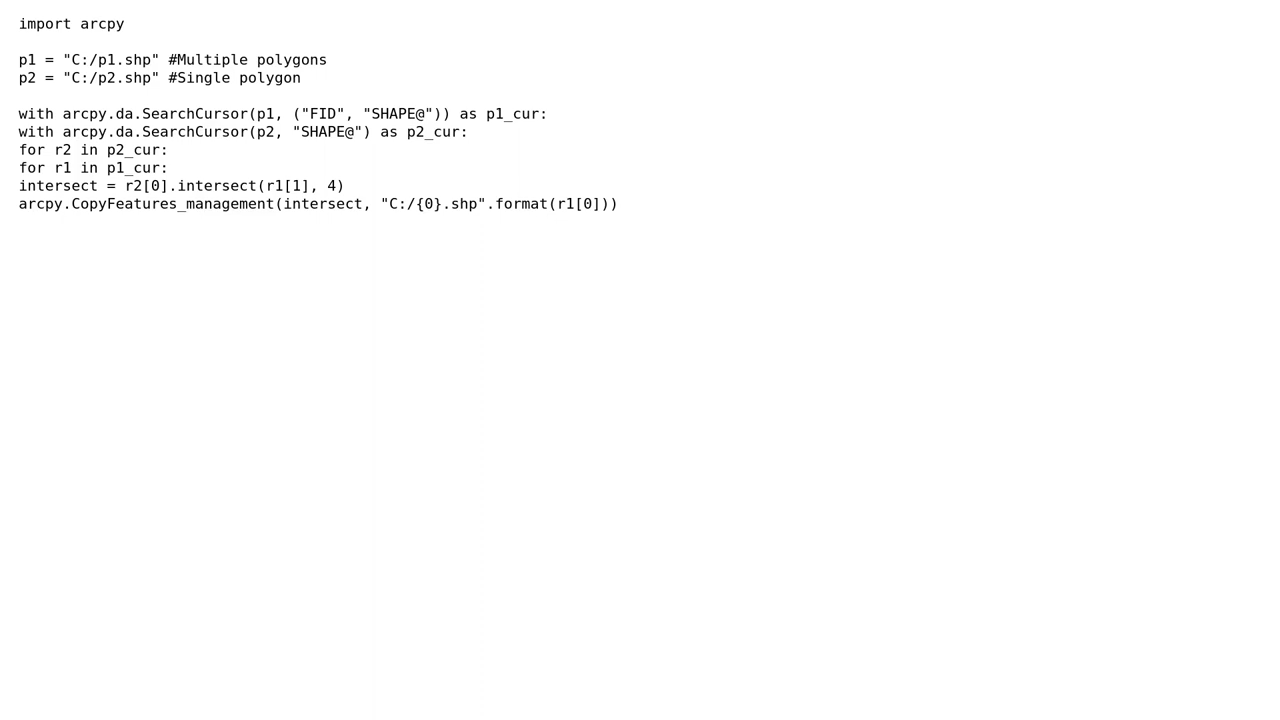 import arcpy
p1 = "C:/p1.shp" #Multiple polygons
p2 = "C:/p2.shp" #Single polygon
with arcpy.da.SearchCursor(p1, ("FID", "SHAPE@")) as p1_cur:
with arcpy.da.SearchCursor(p2, "SHAPE@") as p2_cur:
for r2 in p2_cur:
for r1 in p1_cur:
intersect = r2[0].intersect(r1[1], 4)
arcpy.CopyFeatures_management(intersect, "C:/{0}.shp".format(r1[0]))